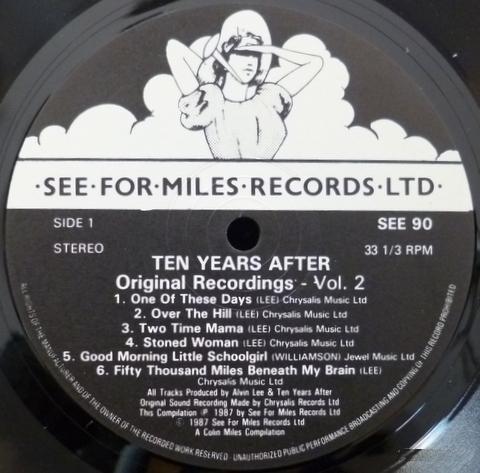 ·SEE·FOR·MILES·RECORDS·LTD·
SIDE 1
SEE 90
STEREO
33 1/3 RPM
TEN YEARS AFTER
Original Recordings - Vol. 2
1. One Of These Days (LEE) Chrysalis Music Ltd
2. Over The Hill (LEE) Chrysalis Music Ltd
3. Two Time Mama (LEE) Chrysalis Music Ltd
4. Stoned Woman (LEE) Chrysalis Music Ltd
5. Good Morning Little Schoolgirl (WILLIAMSON) Jewel Music Ltd
6. Fifty Thousand Miles Beneath My Brain (LEE)
Chrysalis Music Ltd
All Tracks Produced by Alvin Lee & Ten Years After
Original Sound Recording Made by Chrysalis Records Ltd
This Compilation ℗ 1987 by See For Miles Records Ltd
© 1987 See For Miles Records Ltd
A Colin Miles Compilation
ALL RIGHTS OF THE MANUFACTURER AND OF THE OWNER OF THE RECORDED WORK RESERVED · UNAUTHORIZED PUBLIC PERFORMANCE BROADCASTING AND COPYING OF THIS RECORD PROHIBITED